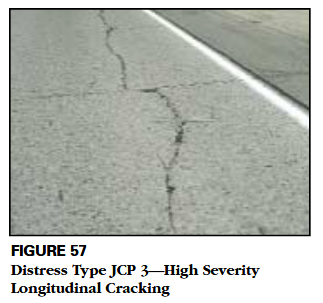 FIGURE 57
Distress Type JCP 3—High Severity
Longitudinal Cracking